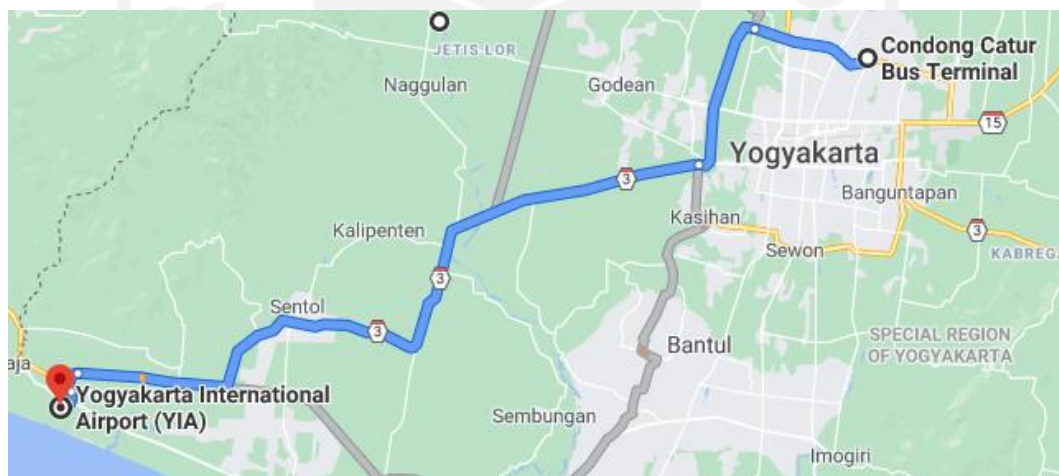 JETIS LOR
Naggulan
Godean
Condong Catur
Bus Terminal
15
Yogyakarta
3
Banguntapan
Kasihan
Kalipenten
Sewon
3
KABREGA
3
Sentol
3
SPECIAL REGION
OF YOGYAKARTA
Bantul
aja
Yogyakarta International
Airport (YIA)
Sembungan
Imogiri